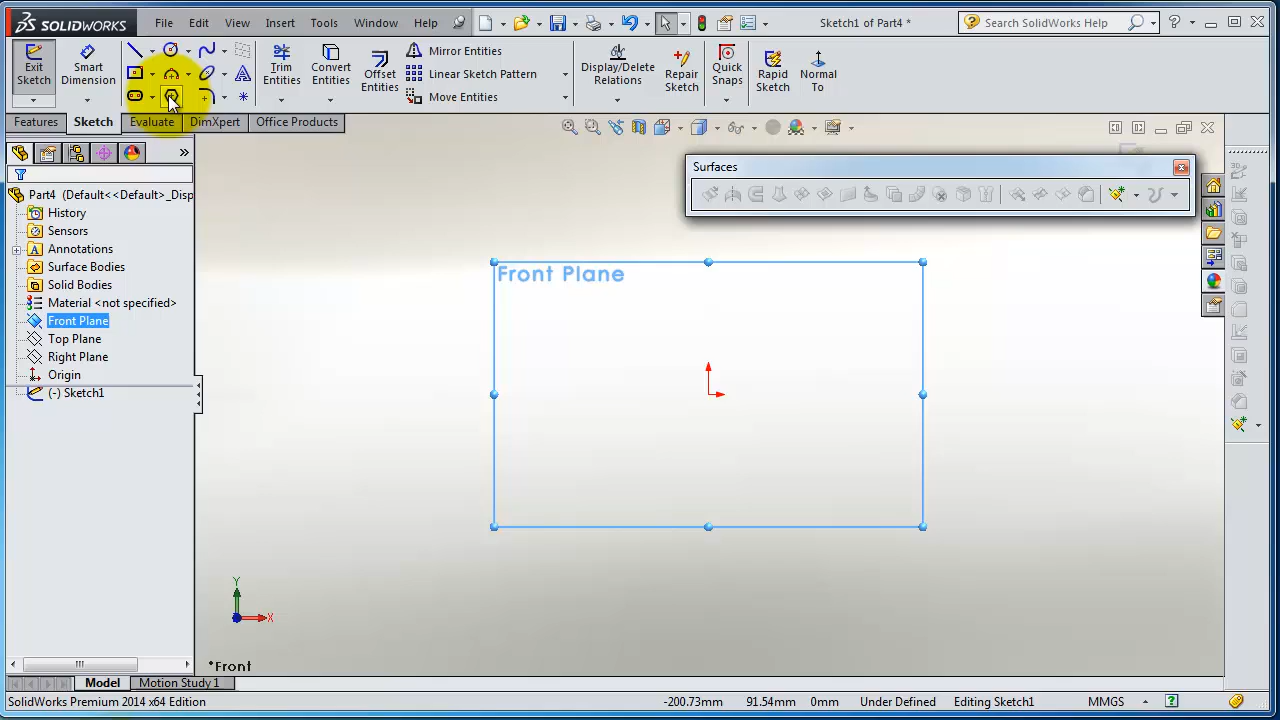 SOLIDWORKS File Edit View Insert Tools Window Help Sketch1 of Part4 * Search SolidWorks Help
Exit Sketch
Smart Dimension
Trim Entities
Convert Entities
Offset Entities
Mirror Entities
Linear Sketch Pattern
Move Entities
Display/Delete Relations
Repair Sketch
Quick Snaps
Rapid Sketch
Normal To
Features Sketch Evaluate DimXpert Office Products
Surfaces
Part4 (Default<<Default>_Disp
History
Sensors
Annotations
Surface Bodies
Solid Bodies
Material <not specified>
Front Plane
Top Plane
Right Plane
Origin
(-) Sketch1
Front Plane
Y
X
*Front
Model Motion Study 1
SolidWorks Premium 2014 x64 Edition -200.73mm 91.54mm 0mm Under Defined Editing Sketch1 MMGS